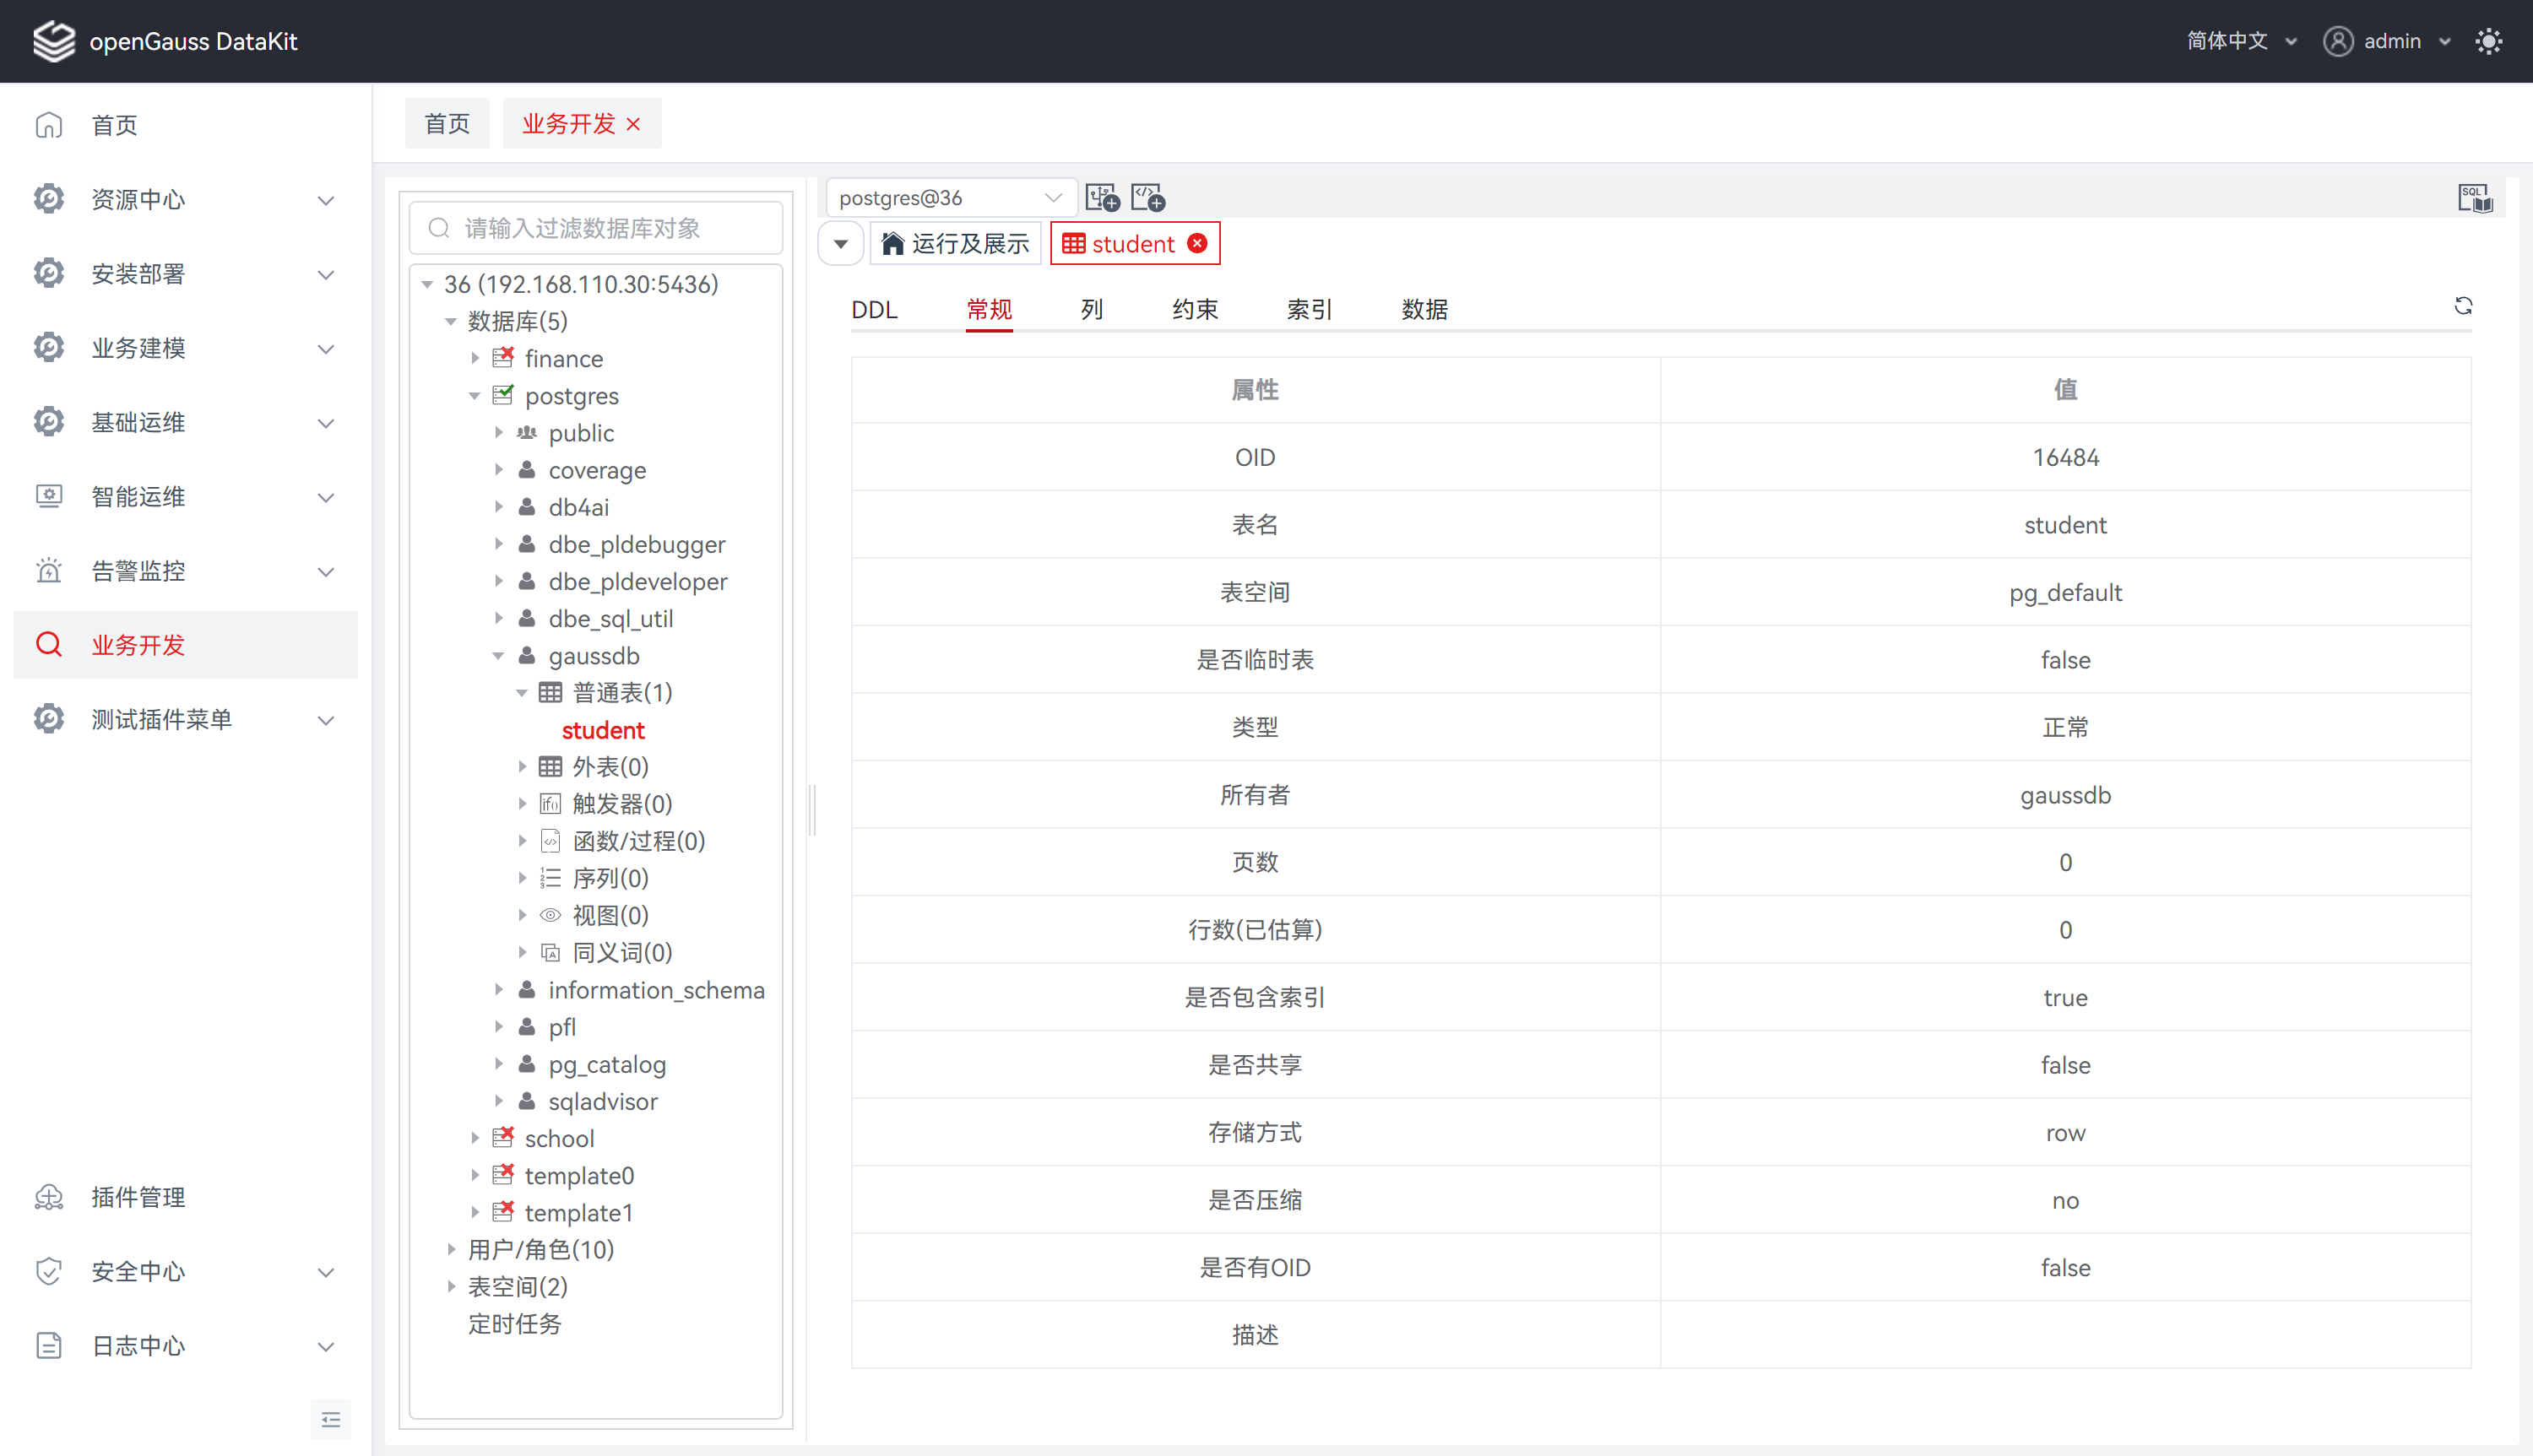 openGauss DataKit
简体中文
admin
首页
资源中心
安装部署
业务建模
基础运维
智能运维
告警监控
业务开发
测试插件菜单
插件管理
安全中心
日志中心
首页
业务开发
请输入过滤数据库对象
36 (192.168.110.30:5436)
数据库(5)
finance
postgres
public
coverage
db4ai
dbe_pldebugger
dbe_pldeveloper
dbe_sql_util
gaussdb
普通表(1)
student
外表(0)
触发器(0)
函数/过程(0)
序列(0)
视图(0)
同义词(0)
information_schema
pfl
pg_catalog
sqladvisor
school
template0
template1
用户/角色(10)
表空间(2)
定时任务
postgres@36
SQL
运行及展示
student
DDL 常规 列 约束 索引 数据
属性 值
OID 16484
表名 student
表空间 pg_default
是否临时表 false
类型 正常
所有者 gaussdb
页数 0
行数(已估算) 0
是否包含索引 true
是否共享 false
存储方式 row
是否压缩 no
是否有OID false
描述